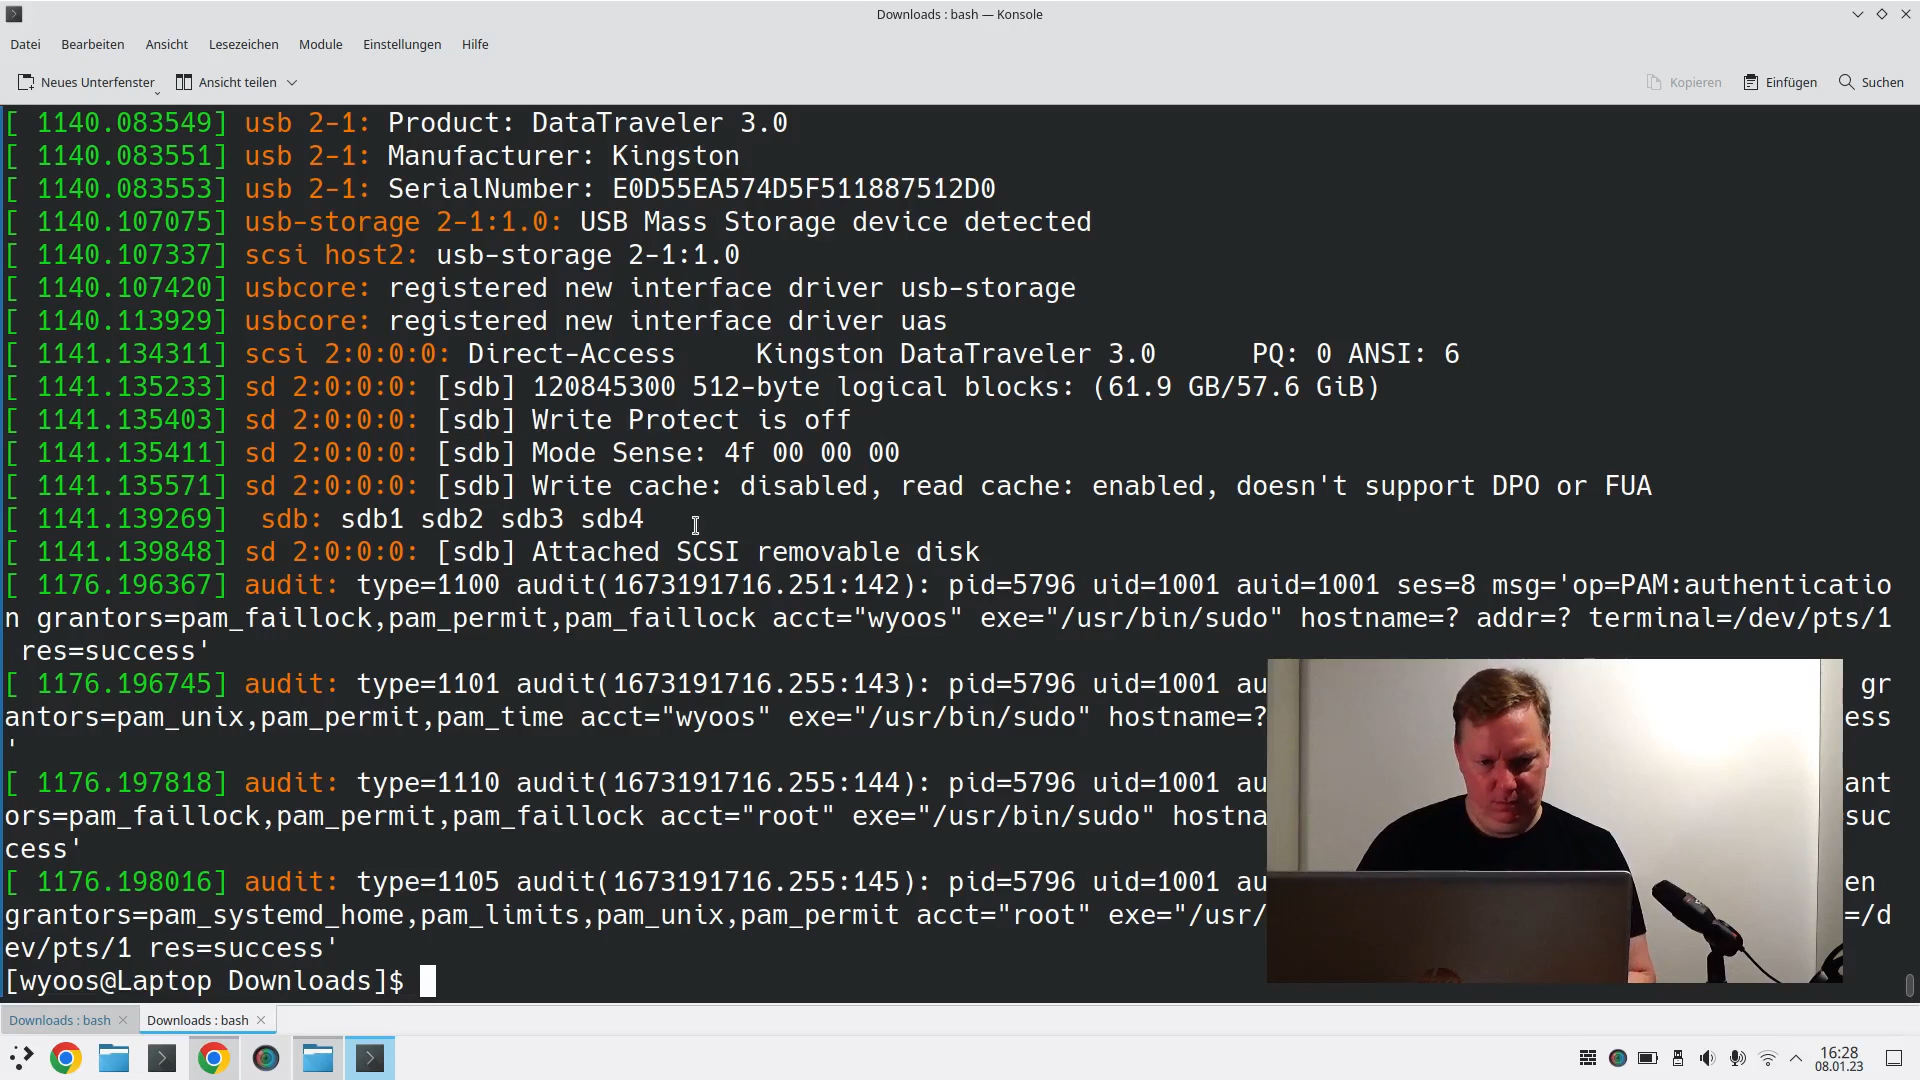 Downloads : bash — Konsole
Datei Bearbeiten Ansicht Lesezeichen Module Einstellungen Hilfe
Neues Unterfenster Ansicht teilen Kopieren Einfügen Suchen
[ 1140.083549] usb 2-1: Product: DataTraveler 3.0
[ 1140.083551] usb 2-1: Manufacturer: Kingston
[ 1140.083553] usb 2-1: SerialNumber: E0D55EA574D5F511887512D0
[ 1140.107075] usb-storage 2-1:1.0: USB Mass Storage device detected
[ 1140.107337] scsi host2: usb-storage 2-1:1.0
[ 1140.107420] usbcore: registered new interface driver usb-storage
[ 1140.113929] usbcore: registered new interface driver uas
[ 1141.134311] scsi 2:0:0:0: Direct-Access     Kingston DataTraveler 3.0      PQ: 0 ANSI: 6
[ 1141.135233] sd 2:0:0:0: [sdb] 120845300 512-byte logical blocks: (61.9 GB/57.6 GiB)
[ 1141.135403] sd 2:0:0:0: [sdb] Write Protect is off
[ 1141.135411] sd 2:0:0:0: [sdb] Mode Sense: 4f 00 00 00
[ 1141.135571] sd 2:0:0:0: [sdb] Write cache: disabled, read cache: enabled, doesn't support DPO or FUA
[ 1141.139269]  sdb: sdb1 sdb2 sdb3 sdb4
[ 1141.139848] sd 2:0:0:0: [sdb] Attached SCSI removable disk
[ 1176.196367] audit: type=1100 audit(1673191716.251:142): pid=5796 uid=1001 auid=1001 ses=8 msg='op=PAM:authenticatio
n grantors=pam_faillock,pam_permit,pam_faillock acct="wyoos" exe="/usr/bin/sudo" hostname=? addr=? terminal=/dev/pts/1
 res=success'
[ 1176.196745] audit: type=1101 audit(1673191716.255:143): pid=5796 uid=1001 au gr
antors=pam_unix,pam_permit,pam_time acct="wyoos" exe="/usr/bin/sudo" hostname=? ess
'
[ 1176.197818] audit: type=1110 audit(1673191716.255:144): pid=5796 uid=1001 au ant
ors=pam_faillock,pam_permit,pam_faillock acct="root" exe="/usr/bin/sudo" hostna suc
cess'
[ 1176.198016] audit: type=1105 audit(1673191716.255:145): pid=5796 uid=1001 au en
grantors=pam_systemd_home,pam_limits,pam_unix,pam_permit acct="root" exe="/usr/ =/d
ev/pts/1 res=success'
[wyoos@Laptop Downloads]$
Downloads : bash Downloads : bash
16:28
08.01.23